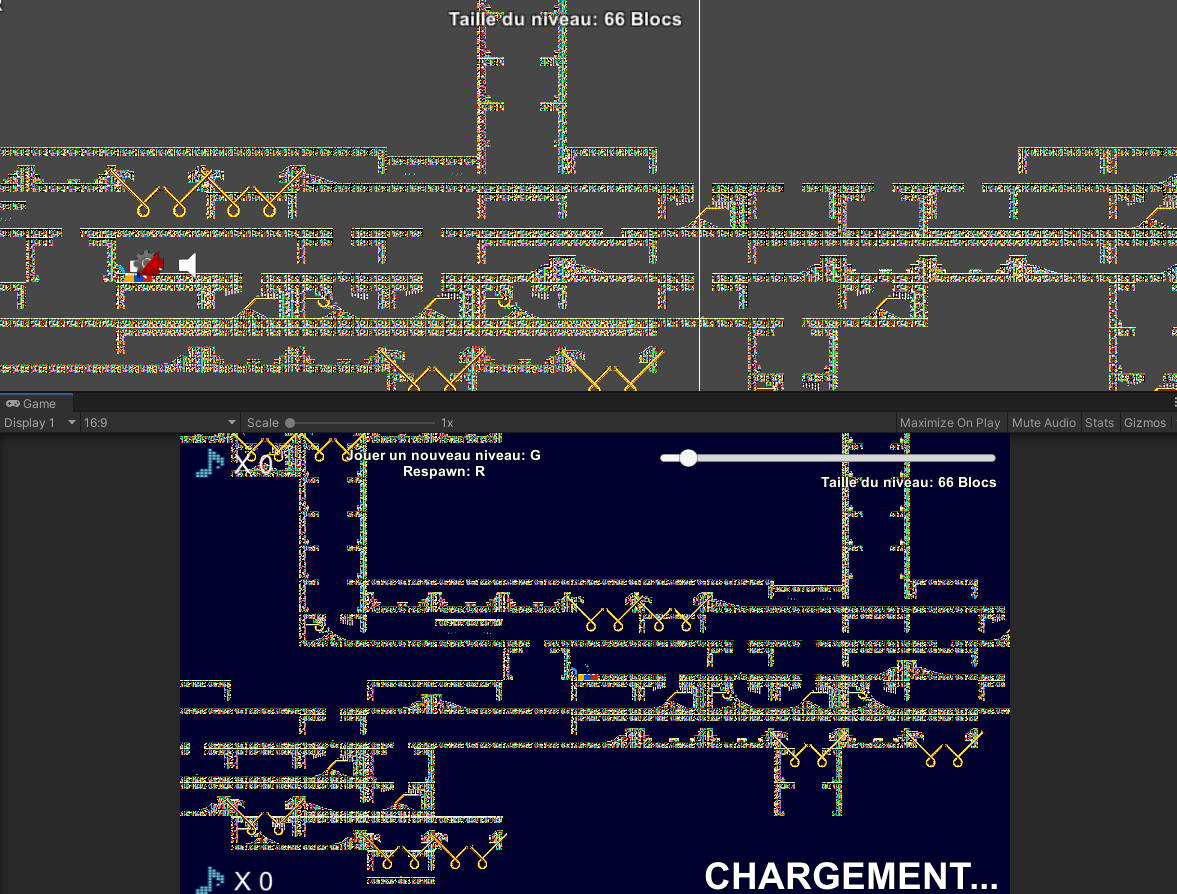 Taille du niveau: 66 Blocs
Game
Display 1 16:9 Scale 1x Maximize On Play Mute Audio Stats Gizmos
X 0 Jouer un nouveau niveau: G
Respawn: R
Taille du niveau: 66 Blocs
X 0 CHARGEMENT...